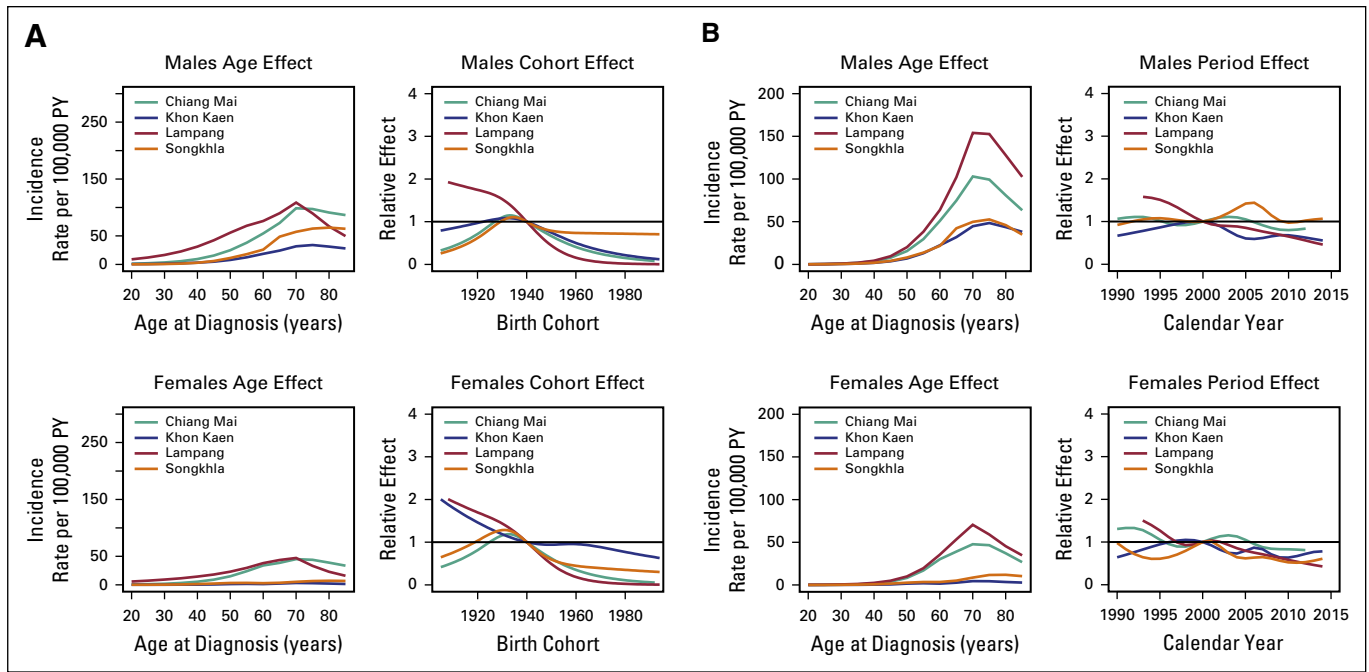 A
Males Age Effect
Incidence
Rate per 100,000 PY
250
150
100
50
0
Chiang Mai
Khon Kaen
Lampang
Songkhla
20 30 40 50 60 70 80
Age at Diagnosis (years)
Males Cohort Effect
Relative Effect
4
3
2
1
0
Chiang Mai
Khon Kaen
Lampang
Songkhla
1920 1940 1960 1980
Birth Cohort
Females Age Effect
Incidence
Rate per 100,000 PY
250
150
100
50
0
Chiang Mai
Khon Kaen
Lampang
Songkhla
20 30 40 50 60 70 80
Age at Diagnosis (years)
Females Cohort Effect
Relative Effect
4
3
2
1
0
Chiang Mai
Khon Kaen
Lampang
Songkhla
1920 1940 1960 1980
Birth Cohort
B
Males Age Effect
Incidence
Rate per 100,000 PY
200
150
100
50
0
Chiang Mai
Khon Kaen
Lampang
Songkhla
20 30 40 50 60 70 80
Age at Diagnosis (years)
Males Period Effect
Relative Effect
4
3
2
1
0
Chiang Mai
Khon Kaen
Lampang
Songkhla
1990 1995 2000 2005 2010 2015
Calendar Year
Females Age Effect
Incidence
Rate per 100,000 PY
200
150
100
50
0
Chiang Mai
Khon Kaen
Lampang
Songkhla
20 30 40 50 60 70 80
Age at Diagnosis (years)
Females Period Effect
Relative Effect
4
3
2
1
0
Chiang Mai
Khon Kaen
Lampang
Songkhla
1990 1995 2000 2005 2010 2015
Calendar Year